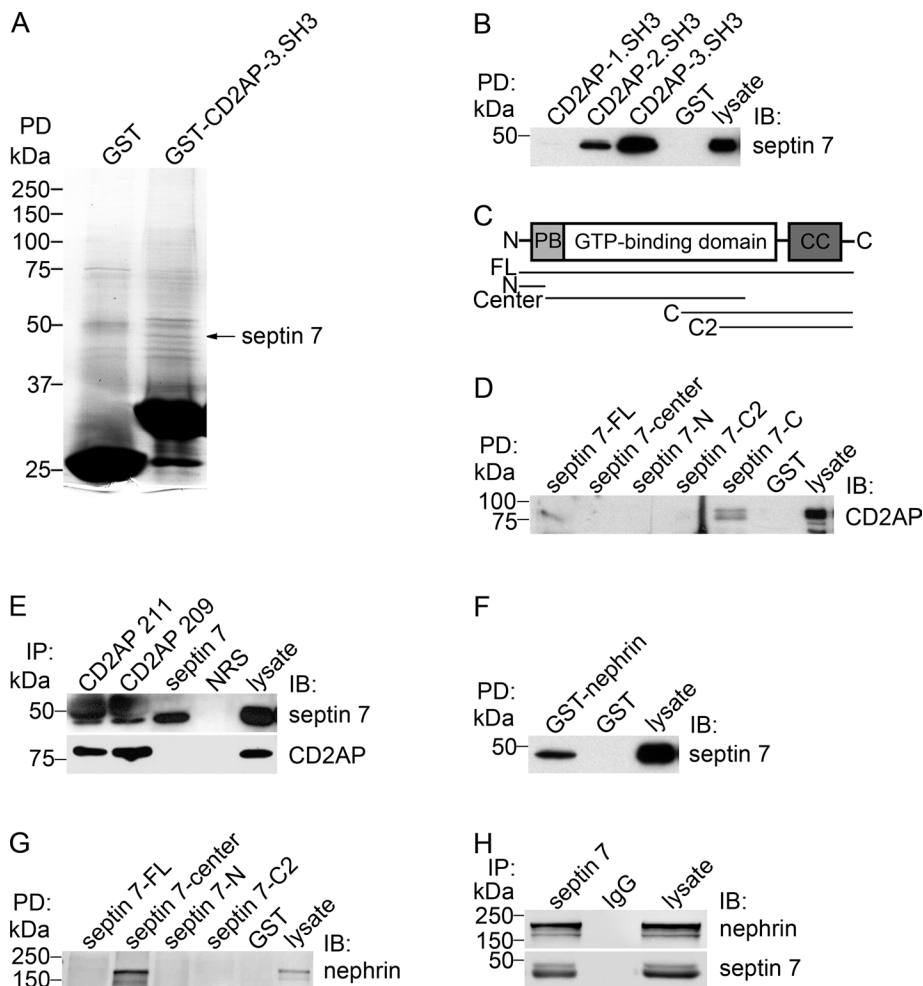 A
PD
kDa
GST
GST-CD2AP-3.SH3
250
150
100
75
50
37
25
septin 7
B
PD:
kDa
CD2AP-1.SH3
CD2AP-2.SH3
CD2AP-3.SH3
GST
lysate
IB:
50
septin 7
C
N PB GTP-binding domain CC C
FL
N
Center
C
C2
D
PD:
kDa
septin 7-FL
septin 7-center
septin 7-N
septin 7-C2
septin 7-C
GST
lysate
IB:
100
75
CD2AP
E
IP:
kDa
CD2AP 211
CD2AP 209
septin 7
NRS
lysate
IB:
50
septin 7
75
CD2AP
F
PD:
kDa
GST-nephrin
GST
lysate
IB:
50
septin 7
G
PD:
kDa
septin 7-FL
septin 7-center
septin 7-N
septin 7-C2
GST
lysate
IB:
250
150
nephrin
H
IP:
kDa
septin 7
IgG
lysate
IB:
250
150
nephrin
50
septin 7